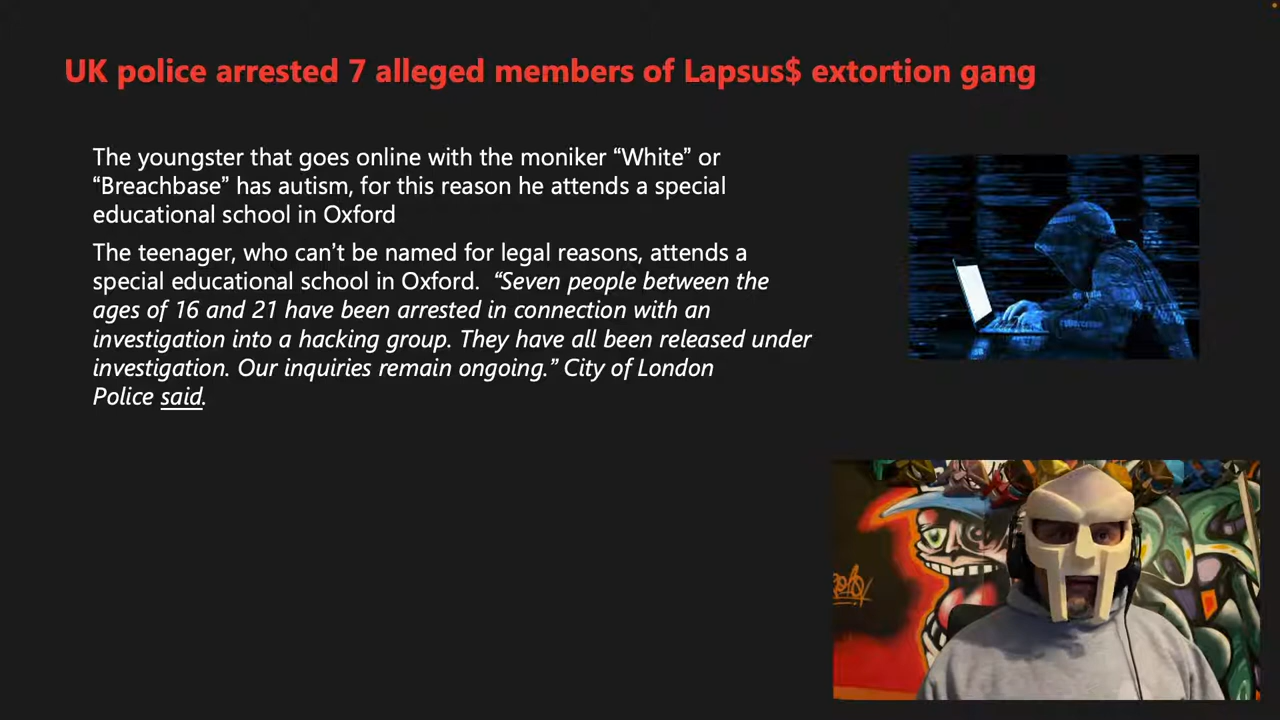 UK police arrested 7 alleged members of Lapsus$ extortion gang
The youngster that goes online with the moniker “White” or
“Breachbase” has autism, for this reason he attends a special
educational school in Oxford
The teenager, who can’t be named for legal reasons, attends a
special educational school in Oxford.  “Seven people between the
ages of 16 and 21 have been arrested in connection with an
investigation into a hacking group. They have all been released under
investigation. Our inquiries remain ongoing.” City of London
Police said.